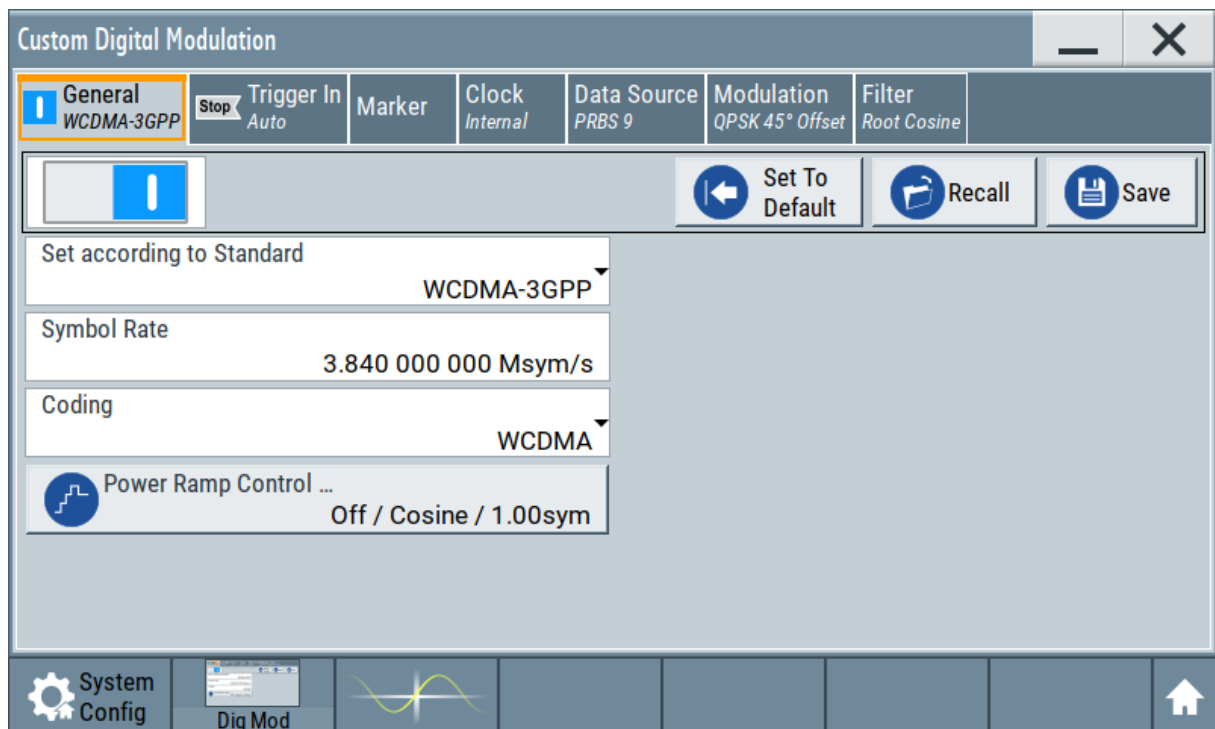 Custom Digital Modulation
General
WCDMA-3GPP
Stop
Trigger In
Auto
Marker
Clock
Internal
Data Source
PRBS 9
Modulation
QPSK 45° Offset
Filter
Root Cosine
Set To
Default
Recall
Save
Set according to Standard
WCDMA-3GPP
Symbol Rate
3.840 000 000 Msym/s
Coding
WCDMA
Power Ramp Control ...
Off / Cosine / 1.00sym
System
Config
Dig Mod